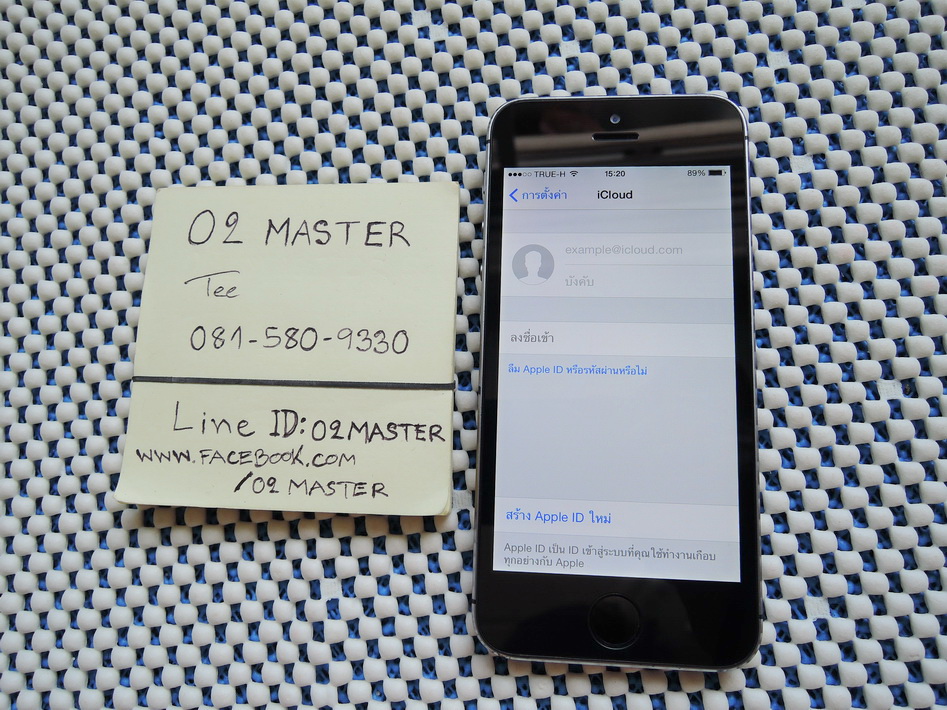 O2 MASTER
Tee
081-580-9330
Line ID: O2MASTER
WWW.FACEBOOK.COM
/O2 MASTER
TRUE-H 15:20 89%
การตั้งค่า iCloud
example@icloud.com
บังคับ
ลงชื่อเข้า
ลืม Apple ID หรือรหัสผ่านหรือไม่
สร้าง Apple ID ใหม่
Apple ID เป็น ID เข้าสู่ระบบที่คุณใช้ทำงานเกือบ
ทุกอย่างกับ Apple